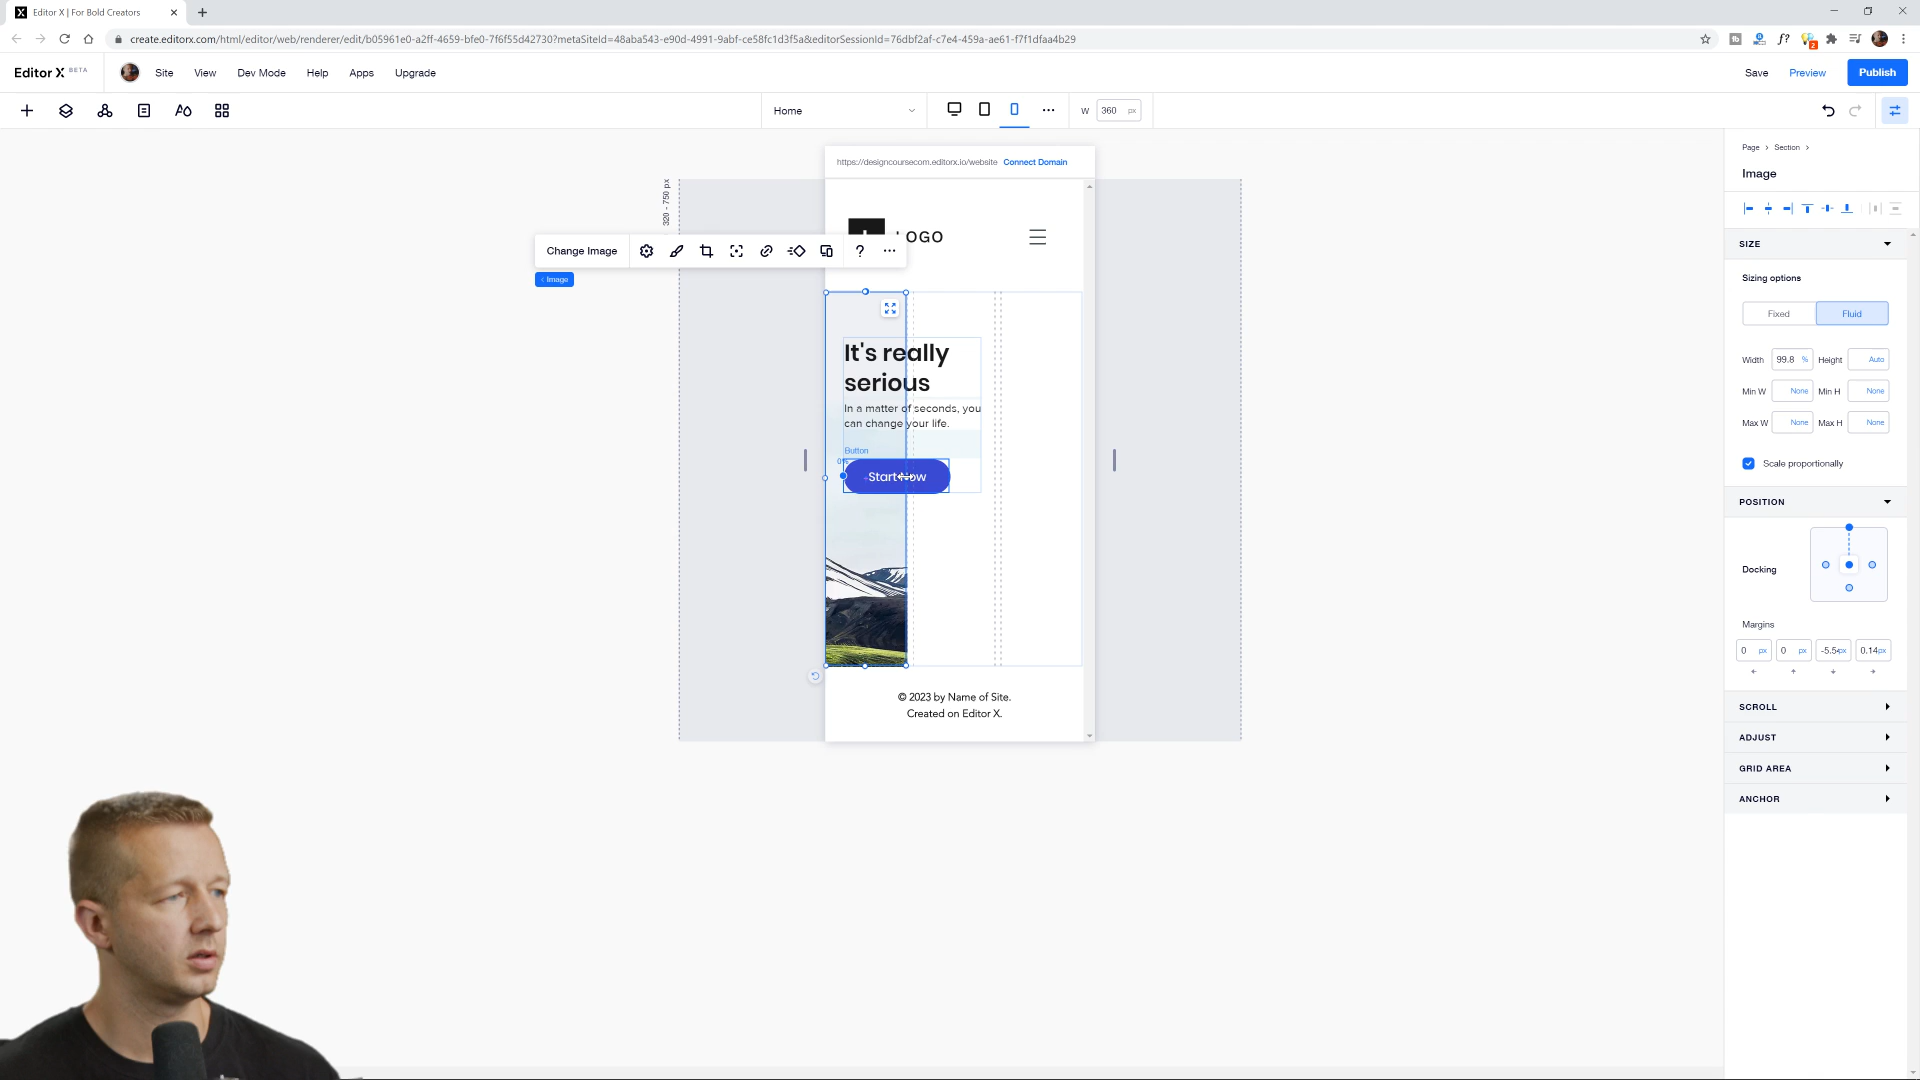 Editor X | For Bold Creators
create.editorx.com/html/editor/web/renderer/edit/b05961e0-a2ff-4659-bfe0-7f6f55d42730?metaSiteId=48aba543-e90d-4991-9abf-ce58fc1d3f5a&editorSessionId=76dbf2af-c7e4-459a-ae61-f7f1dfaa4b29
Editor X BETA
Site
View
Dev Mode
Help
Apps
Upgrade
Save
Preview
Publish
Home
W 360 px
https://designcoursecom.editorx.io/website Connect Domain
320 - 750 px
LOGO
Change Image
< Image
It's really
serious
In a matter of seconds, you
can change your life.
Button
© 2023 by Name of Site.
Created on Editor X.
Page > Section >
Image
SIZE
Sizing options
Fixed
Fluid
Width 99.8 % Height Auto
Min W None Min H None
Max W None Max H None
Scale proportionally
POSITION
Docking
Margins
0 px 0 px -5.5 px 0.14 px
SCROLL
ADJUST
GRID AREA
ANCHOR